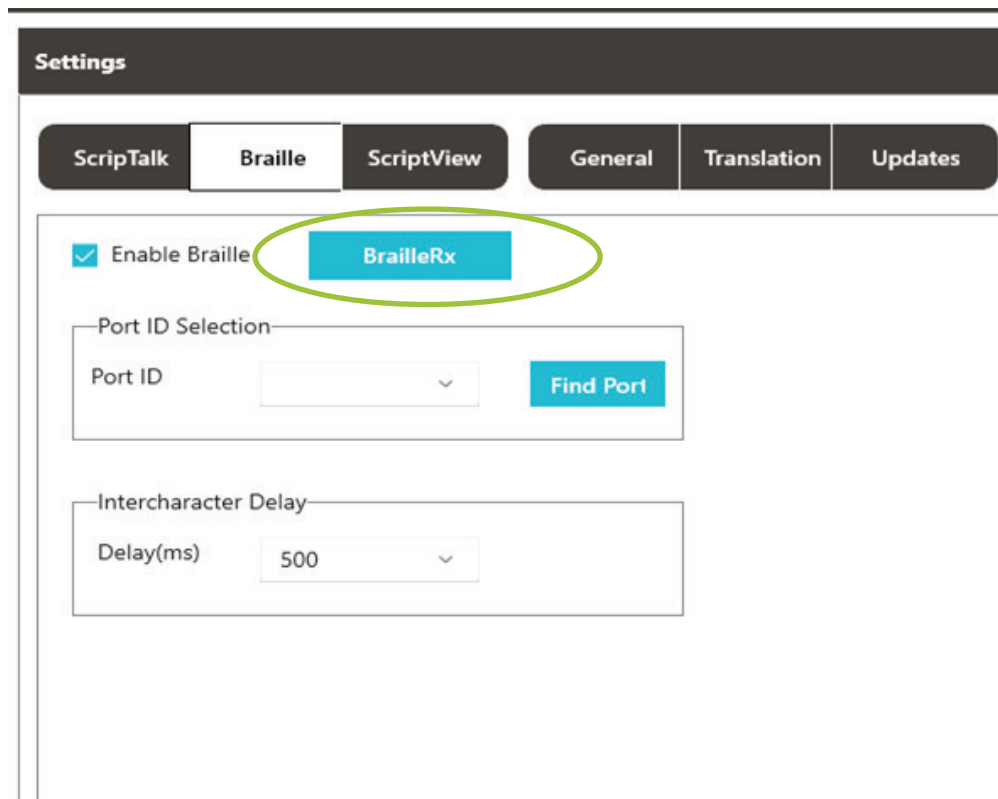 Settings
ScripTalk Braille ScriptView General Translation Updates
Enable Braille BrailleRx
Port ID Selection
Port ID Find Port
Intercharacter Delay
Delay(ms) 500